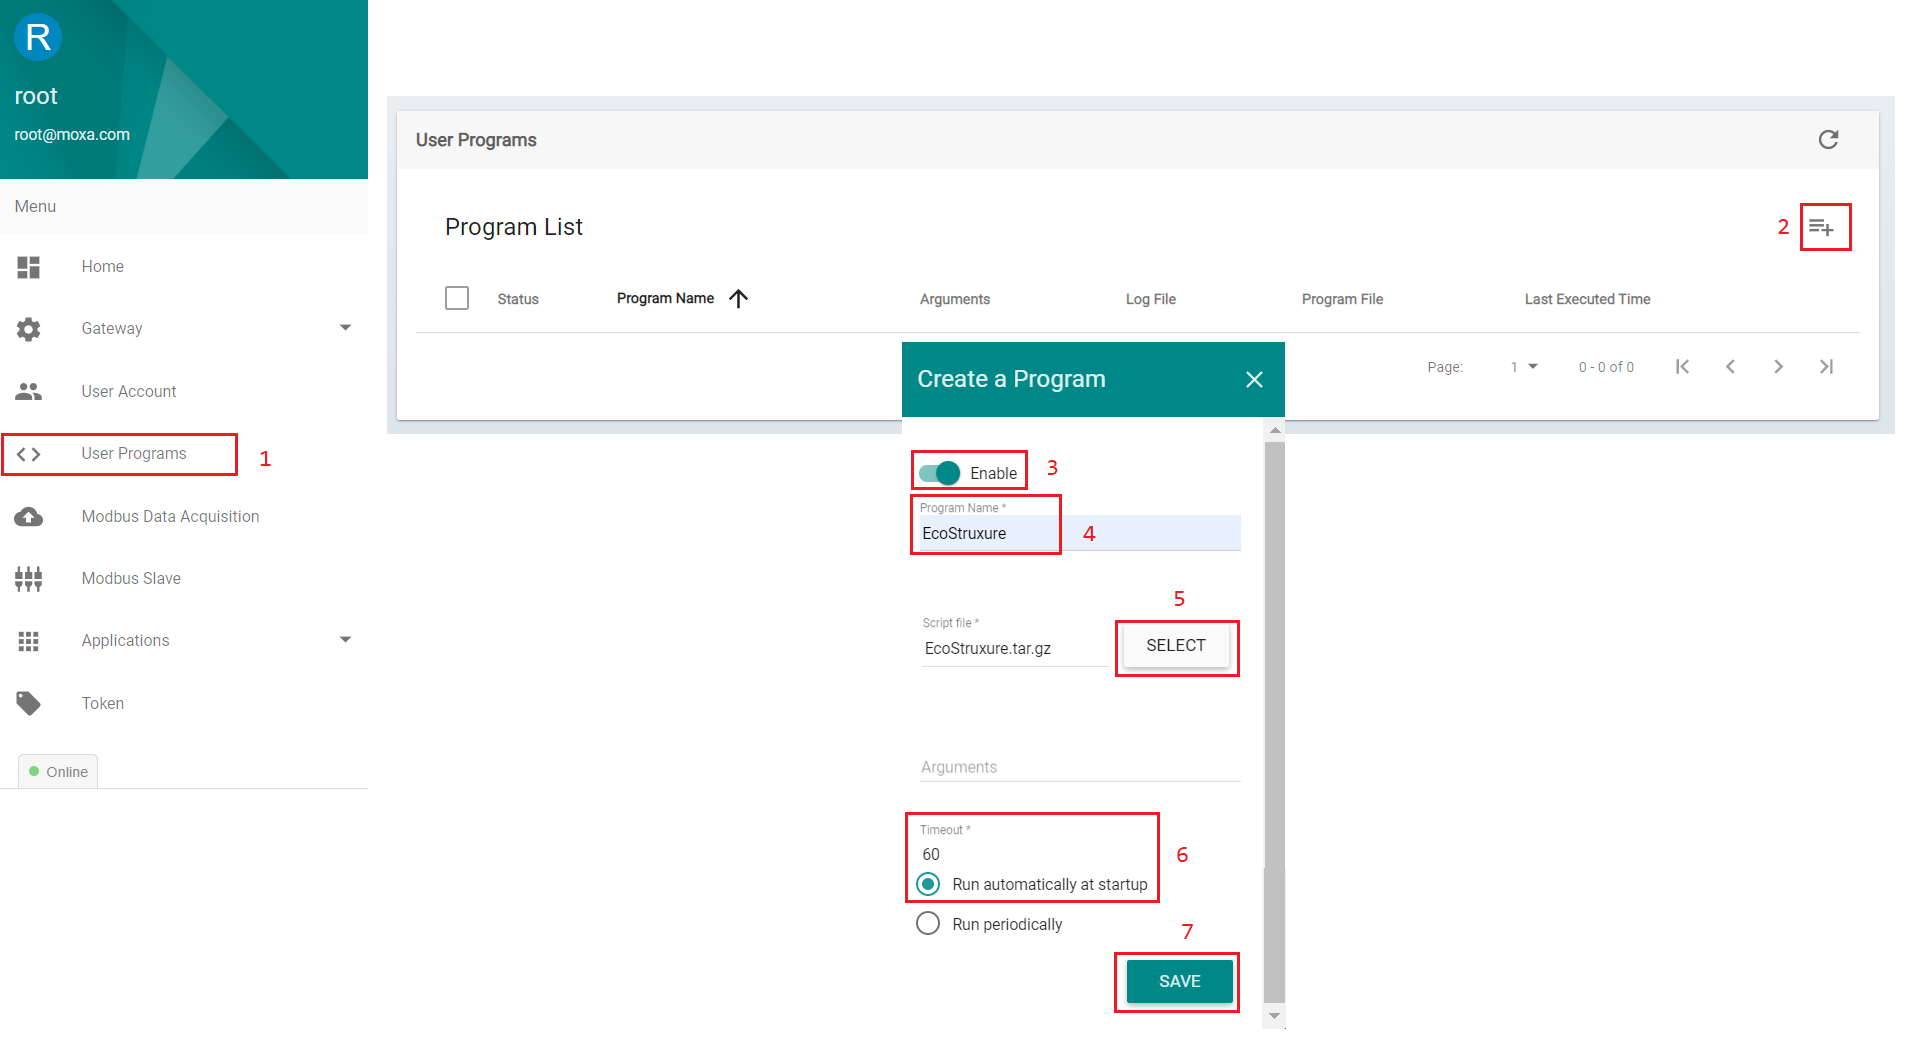 R
root
root@moxa.com
Menu
Home
Gateway
User Account
User Programs 1
Modbus Data Acquisition
Modbus Slave
Applications
Token
Online
User Programs
Program List 2
Status Program Name Arguments Log File Program File Last Executed Time
Page: 1 0 - 0 of 0
Create a Program
Enable 3
Program Name *
EcoStruxure 4
5
Script file *
EcoStruxure.tar.gz SELECT
Arguments
Timeout *
60 6
Run automatically at startup
Run periodically
7
SAVE